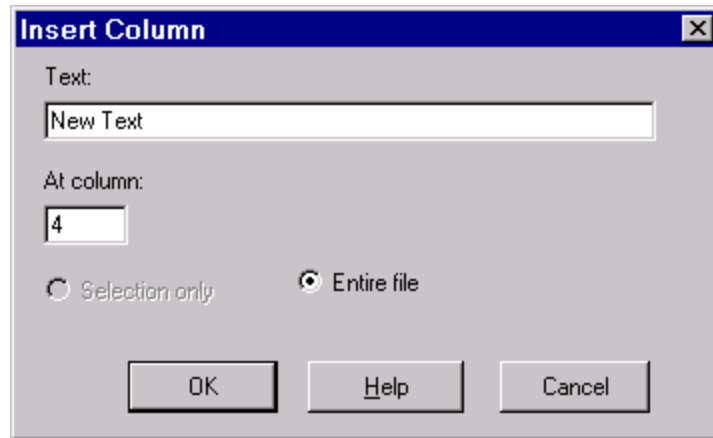 Insert Column
Text:
New Text
At column:
4
Selection only
Entire file
OK
Help
Cancel